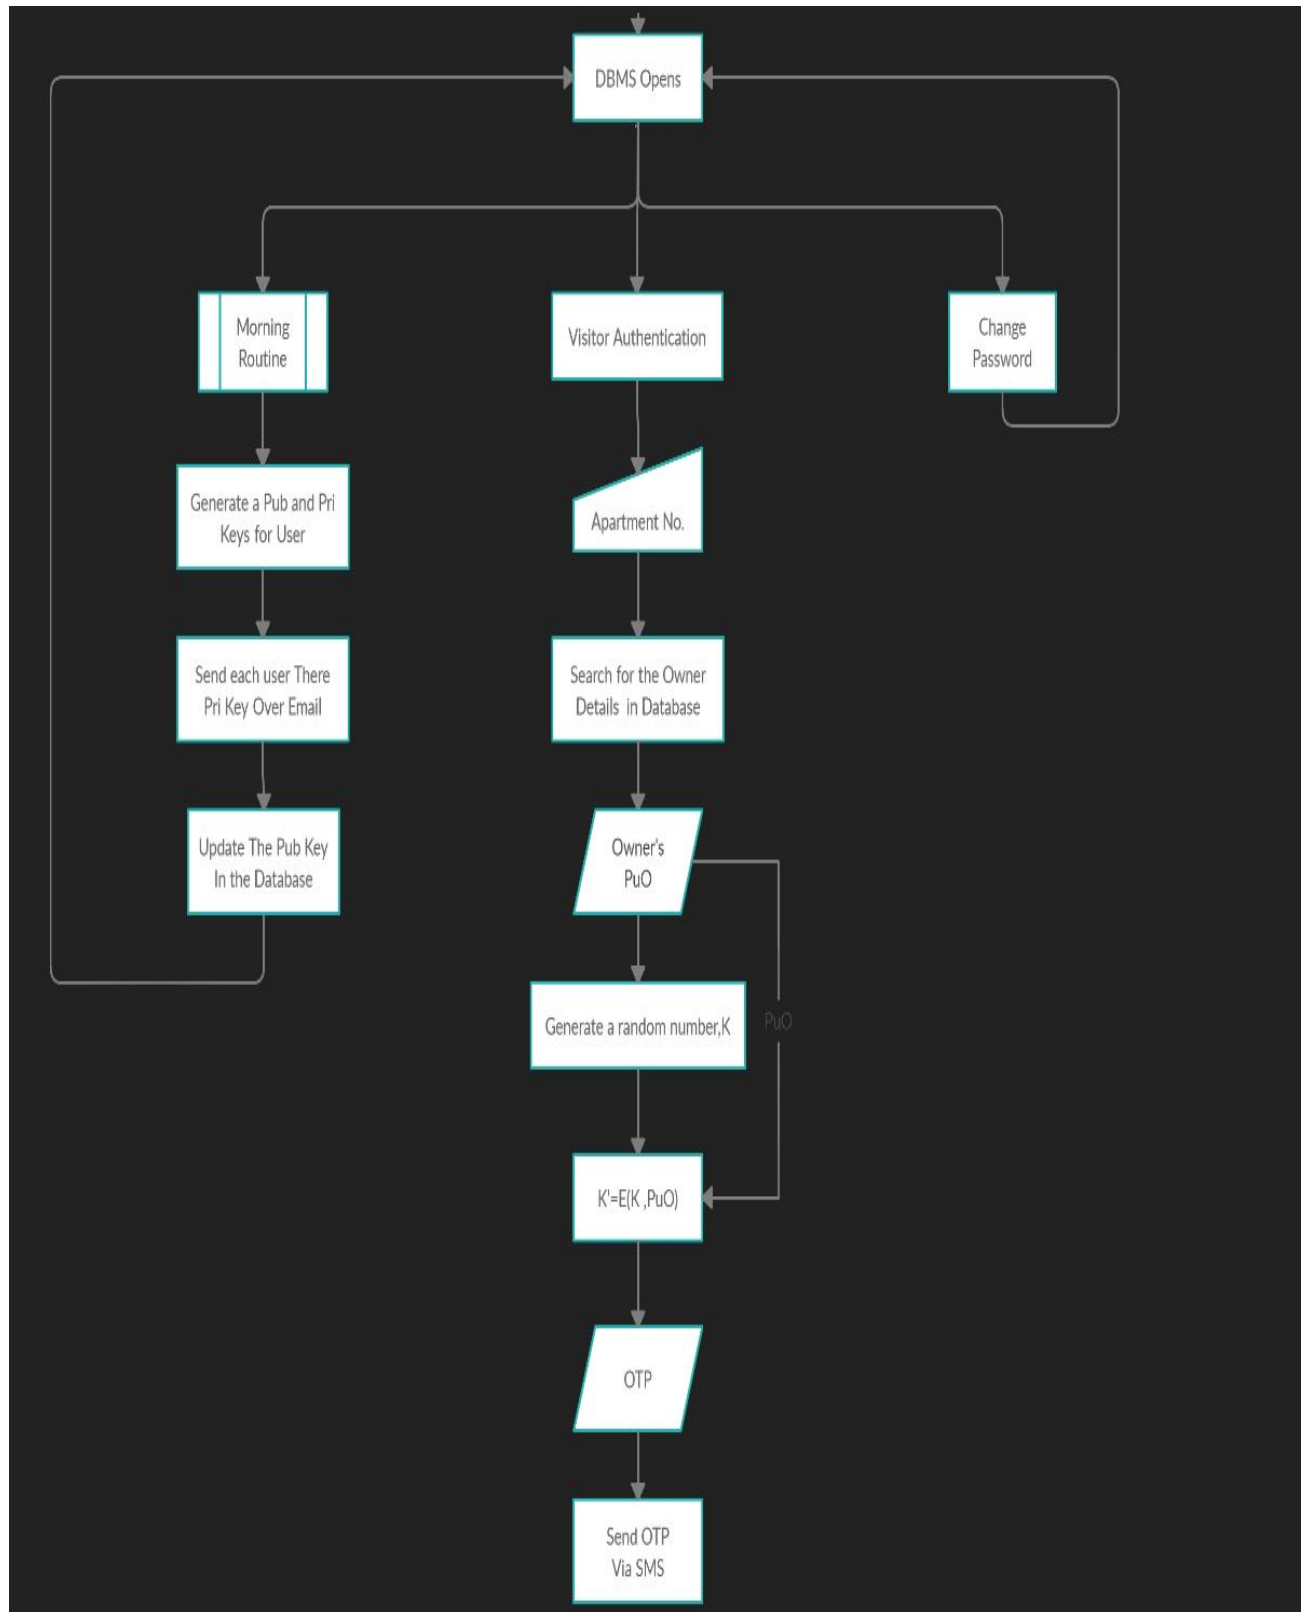 DBMS Opens
Morning
Routine
Visitor Authentication
Change
Password
Generate a Pub and Pri
Keys for User
Apartment No.
Send each user There
Pri Key Over Email
Search for the Owner
Details in Database
Update The Pub Key
In the Database
Owner's
PuO
Generate a random number,K
PuO
K'=E(K ,PuO)
OTP
Send OTP
Via SMS